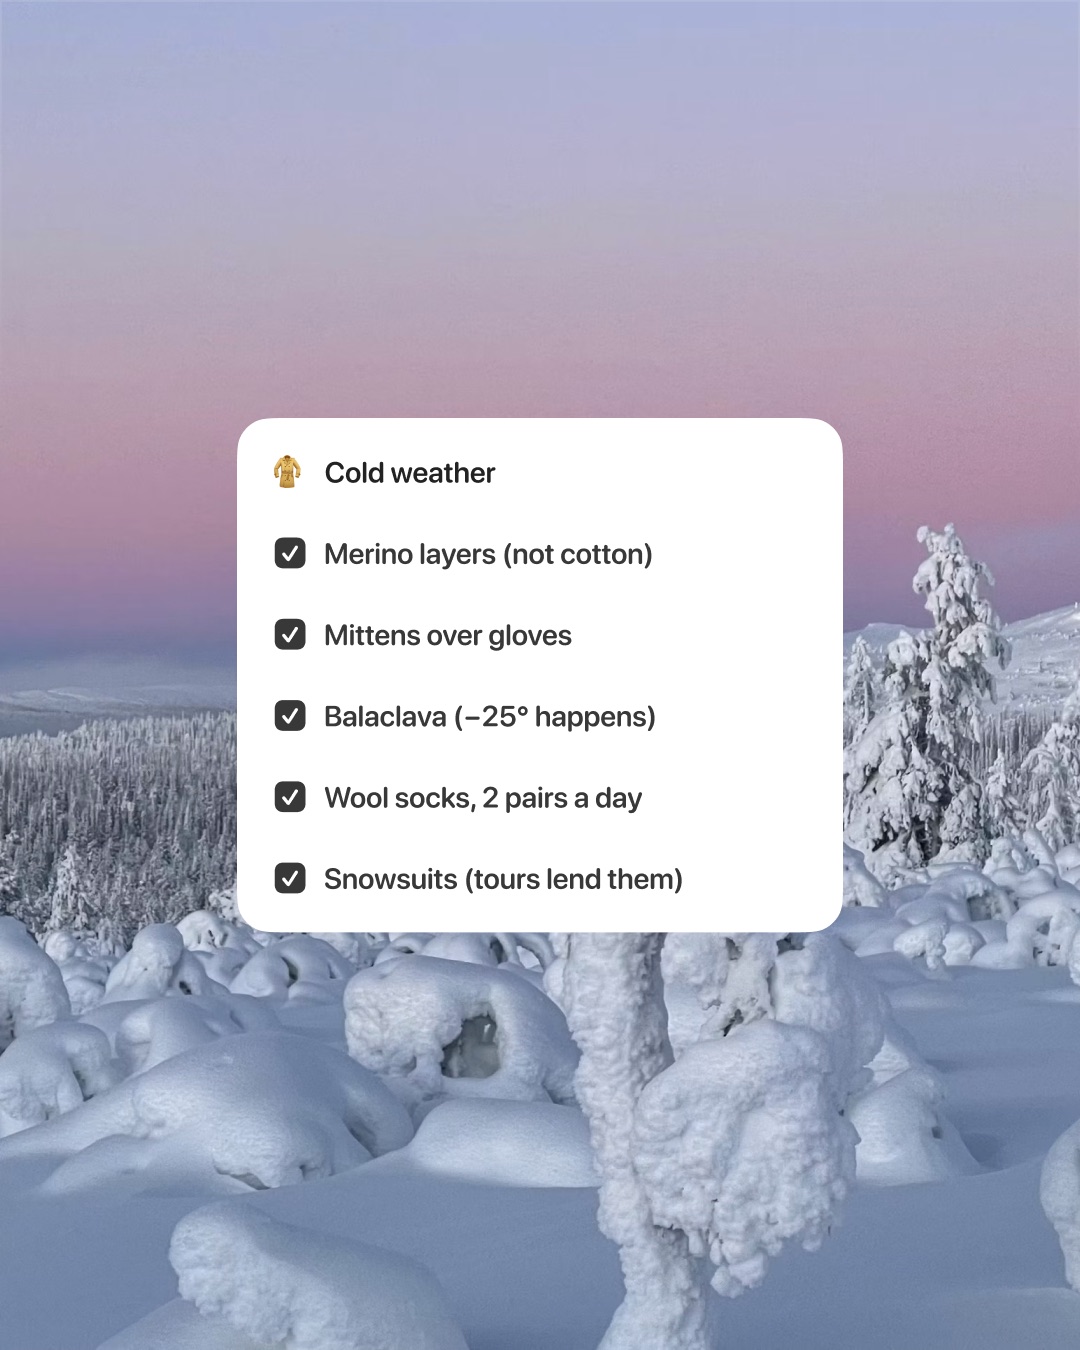 Cold weather
Merino layers (not cotton)
Mittens over gloves
Balaclava (−25° happens)
Wool socks, 2 pairs a day
Snowsuits (tours lend them)